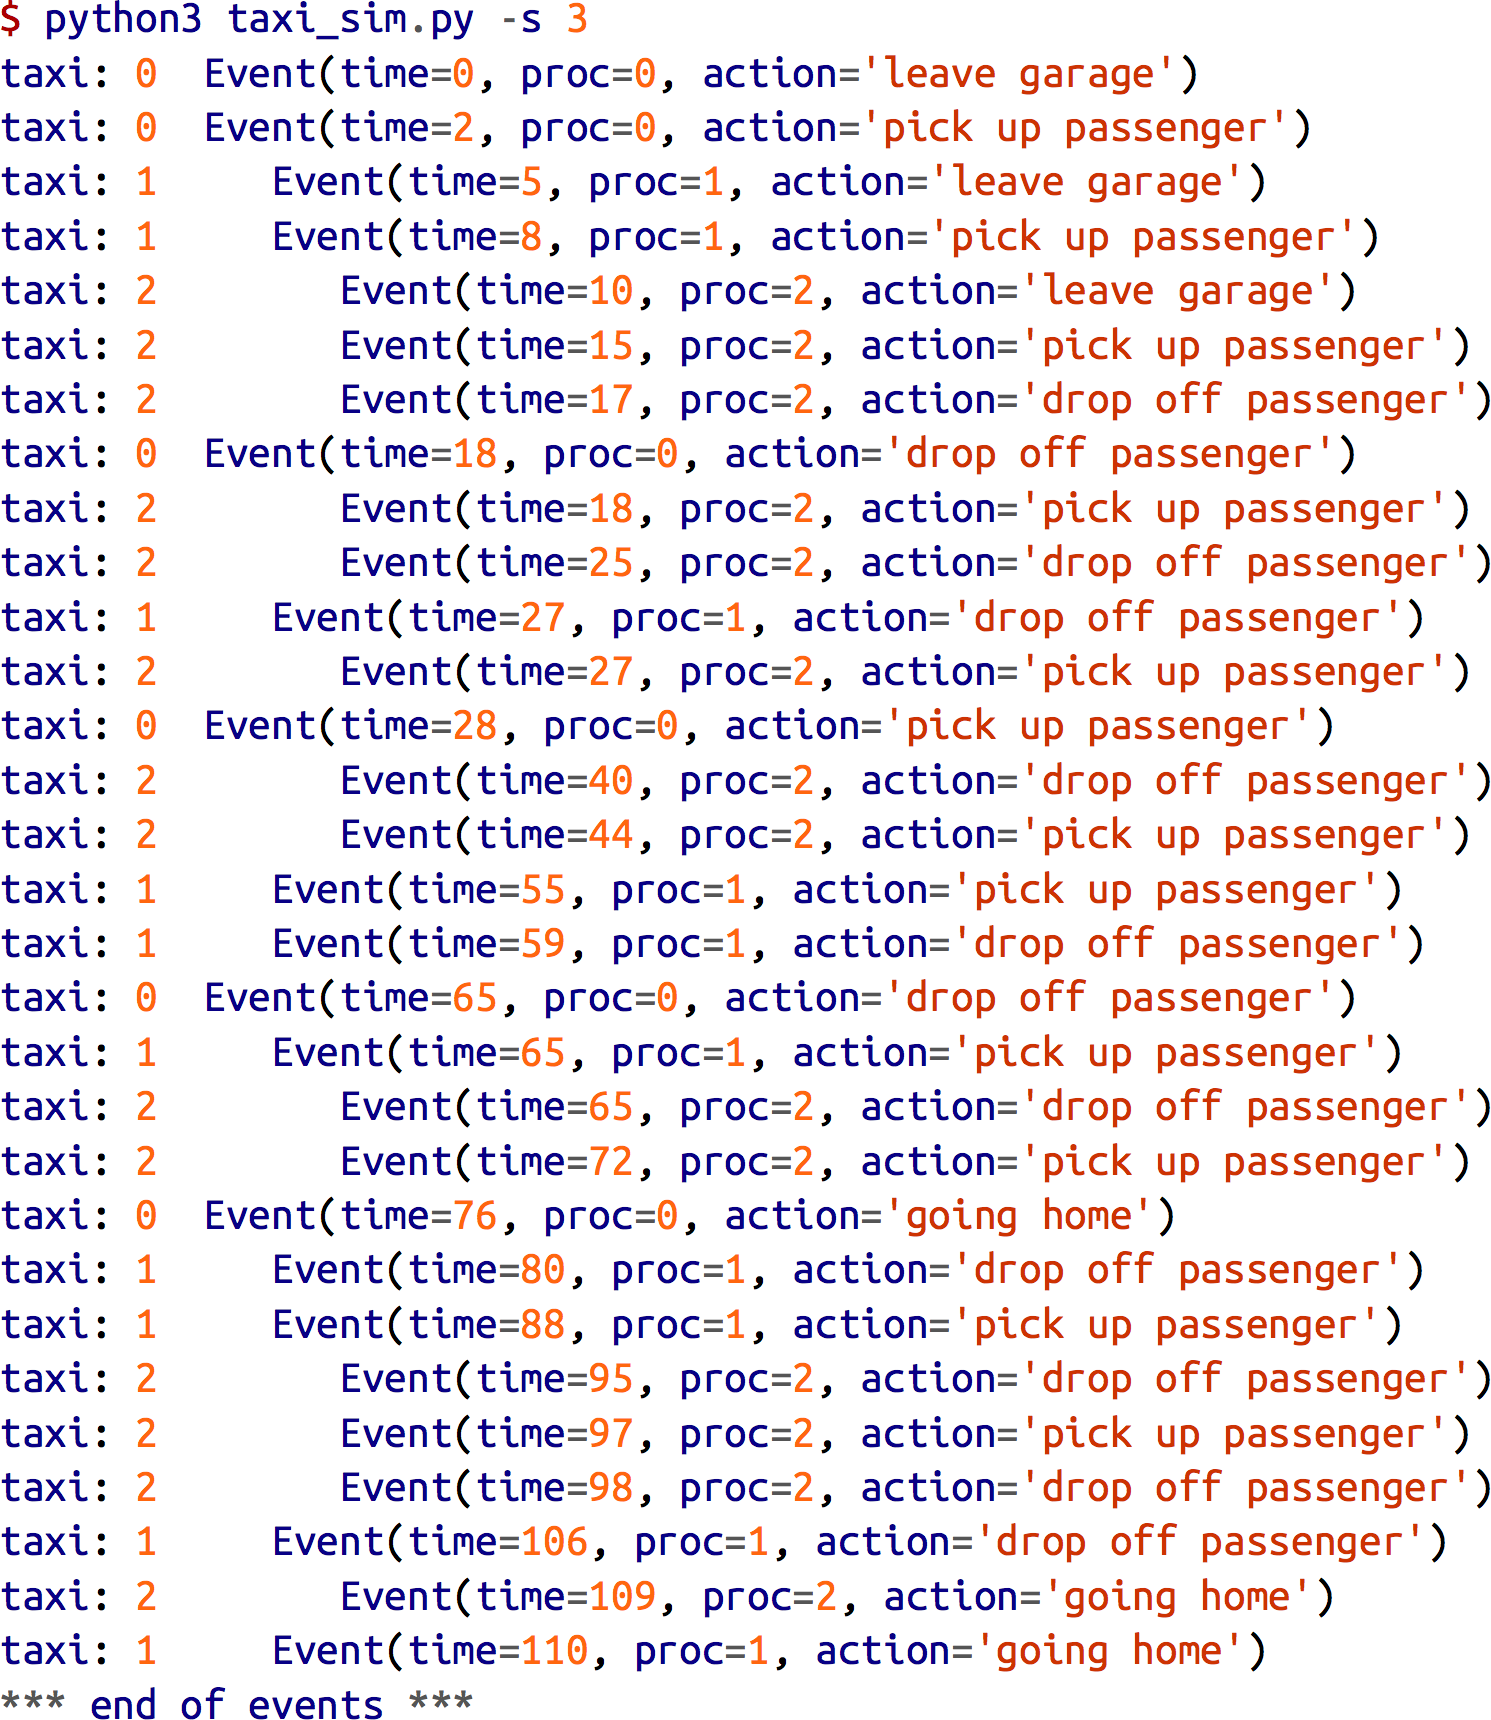 $ python3 taxi_sim.py -s 3
taxi: 0  Event(time=0, proc=0, action='leave garage')
taxi: 0  Event(time=2, proc=0, action='pick up passenger')
taxi: 1     Event(time=5, proc=1, action='leave garage')
taxi: 1     Event(time=8, proc=1, action='pick up passenger')
taxi: 2        Event(time=10, proc=2, action='leave garage')
taxi: 2        Event(time=15, proc=2, action='pick up passenger')
taxi: 2        Event(time=17, proc=2, action='drop off passenger')
taxi: 0  Event(time=18, proc=0, action='drop off passenger')
taxi: 2        Event(time=18, proc=2, action='pick up passenger')
taxi: 2        Event(time=25, proc=2, action='drop off passenger')
taxi: 1     Event(time=27, proc=1, action='drop off passenger')
taxi: 2        Event(time=27, proc=2, action='pick up passenger')
taxi: 0  Event(time=28, proc=0, action='pick up passenger')
taxi: 2        Event(time=40, proc=2, action='drop off passenger')
taxi: 2        Event(time=44, proc=2, action='pick up passenger')
taxi: 1     Event(time=55, proc=1, action='pick up passenger')
taxi: 1     Event(time=59, proc=1, action='drop off passenger')
taxi: 0  Event(time=65, proc=0, action='drop off passenger')
taxi: 1     Event(time=65, proc=1, action='pick up passenger')
taxi: 2        Event(time=65, proc=2, action='drop off passenger')
taxi: 2        Event(time=72, proc=2, action='pick up passenger')
taxi: 0  Event(time=76, proc=0, action='going home')
taxi: 1     Event(time=80, proc=1, action='drop off passenger')
taxi: 1     Event(time=88, proc=1, action='pick up passenger')
taxi: 2        Event(time=95, proc=2, action='drop off passenger')
taxi: 2        Event(time=97, proc=2, action='pick up passenger')
taxi: 2        Event(time=98, proc=2, action='drop off passenger')
taxi: 1     Event(time=106, proc=1, action='drop off passenger')
taxi: 2        Event(time=109, proc=2, action='going home')
taxi: 1     Event(time=110, proc=1, action='going home')
*** end of events ***